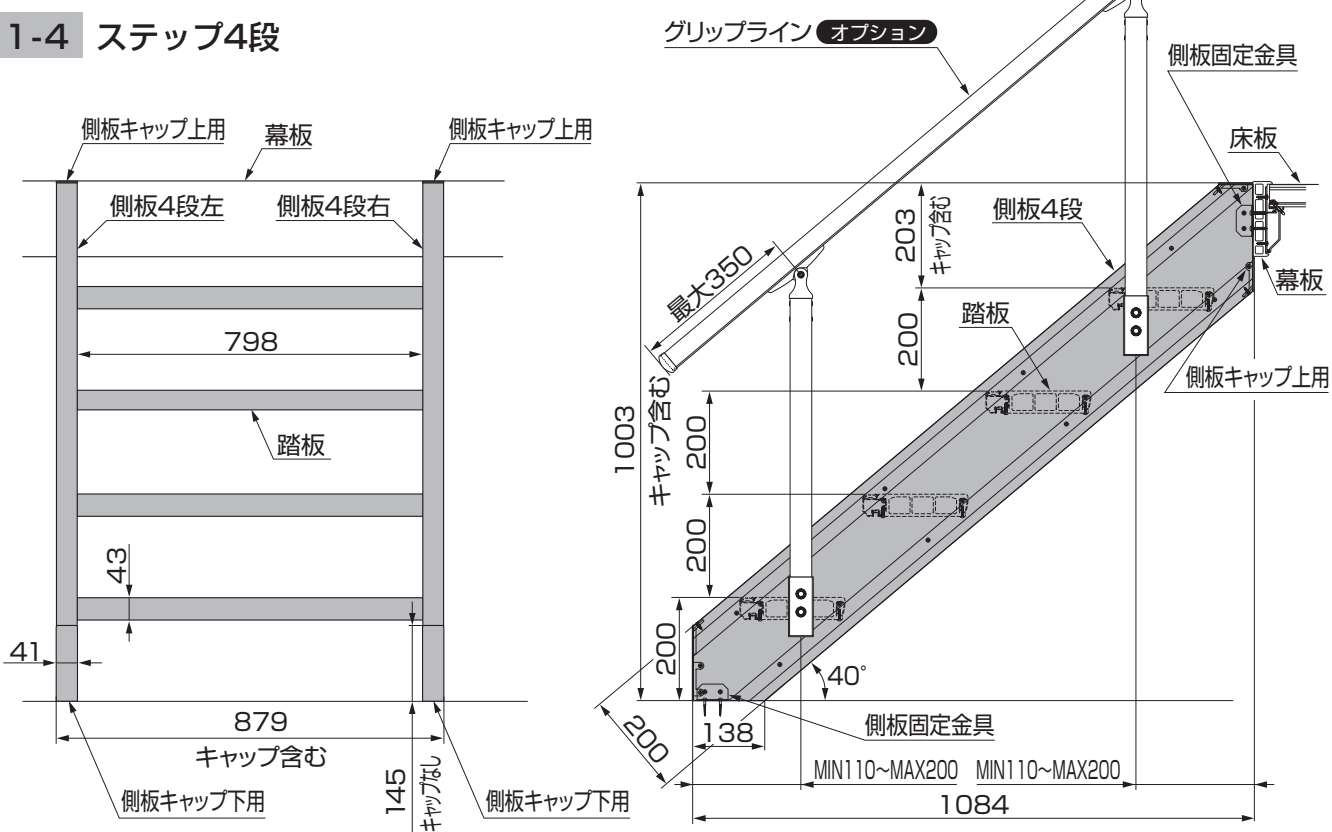 1-4 ステップ4段
グリップライン オプション
側板固定金具
側板キャップ上用
幕板
側板キャップ上用
床板
側板4段左
側板4段右
203
キャップ含む
側板4段
最大350
幕板
798
200
踏板
側板キャップ上用
1003
キャップ含む
踏板
200
200
43
200
41
40°
879
キャップ含む
200
138
側板固定金具
145
キャップなし
MIN110~MAX200
MIN110~MAX200
側板キャップ下用
側板キャップ下用
1084